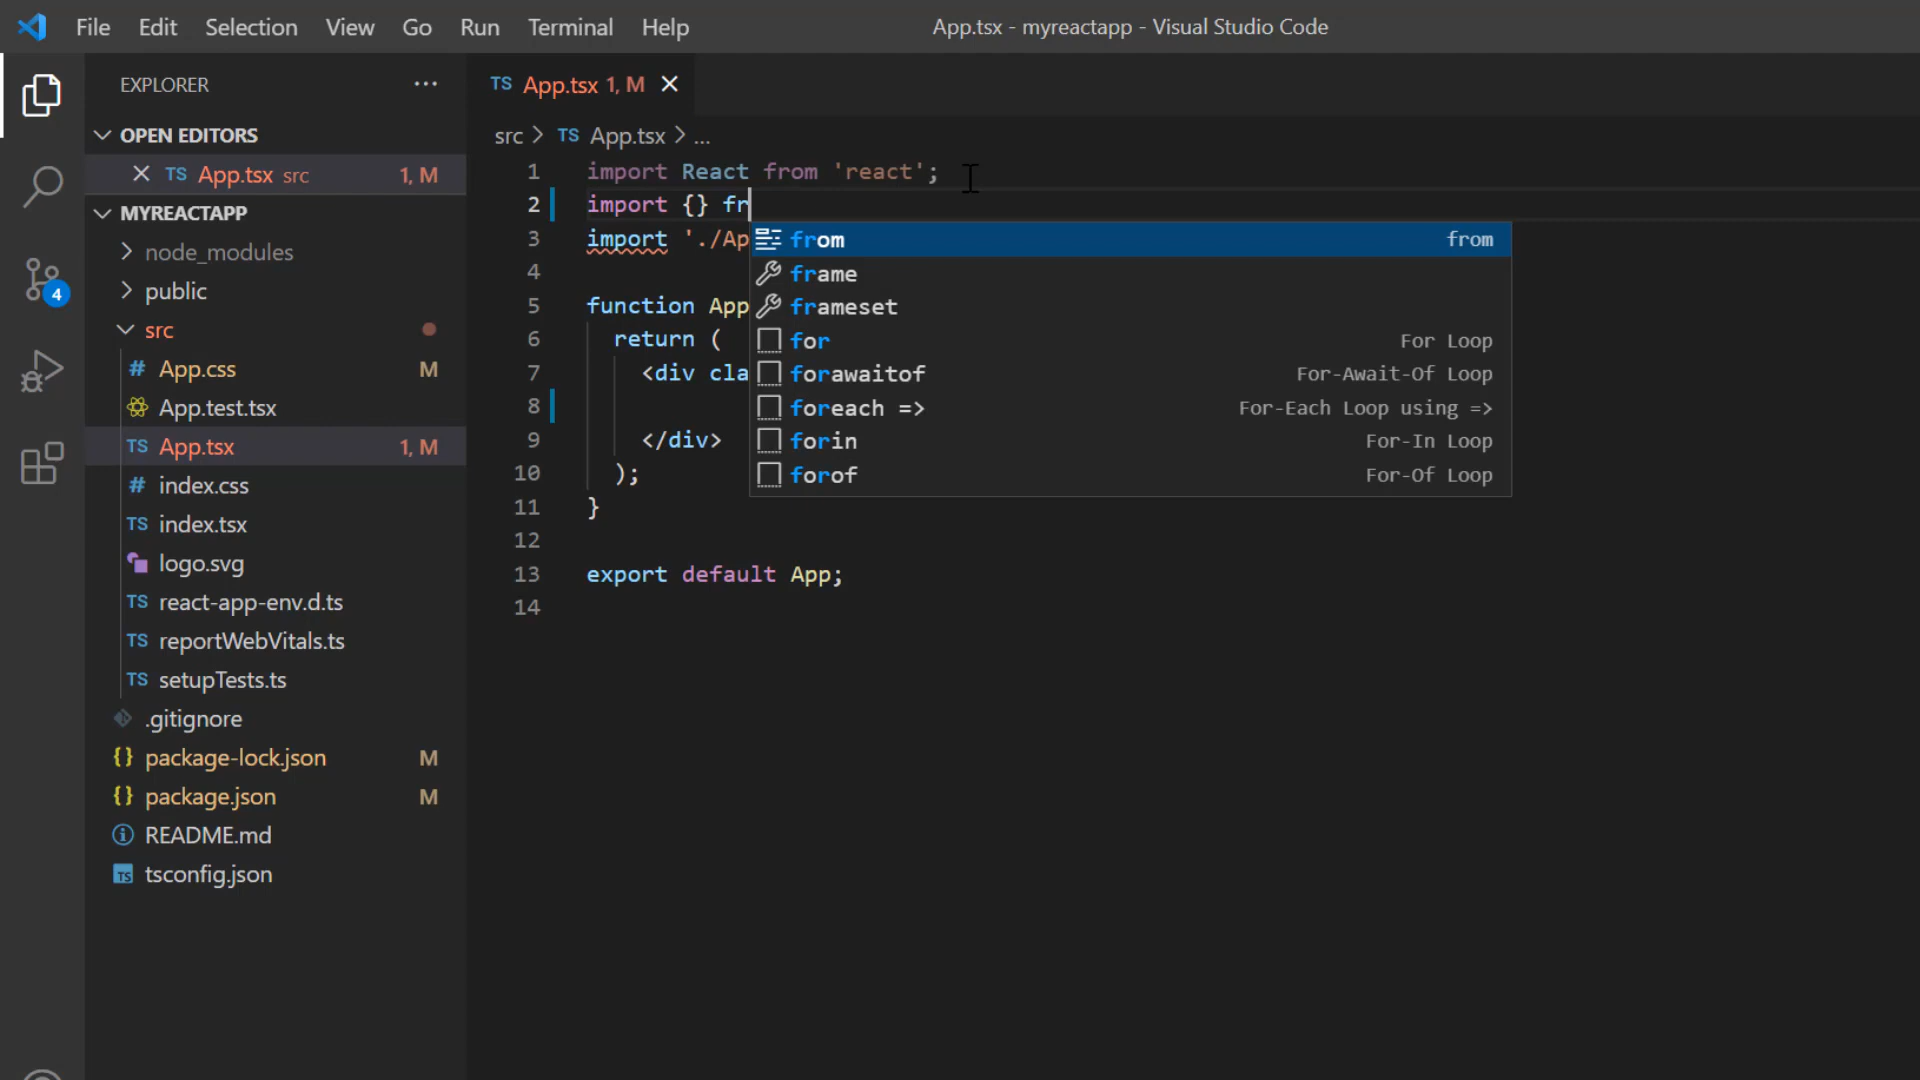 File Edit Selection View Go Run Terminal Help
App.tsx - myreactapp - Visual Studio Code
EXPLORER ...
OPEN EDITORS
TS App.tsx src 1, M
MYREACTAPP
node_modules
public
src
# App.css M
App.test.tsx
TS App.tsx 1, M
# index.css
TS index.tsx
logo.svg
TS react-app-env.d.ts
TS reportWebVitals.ts
TS setupTests.ts
.gitignore
{} package-lock.json M
{} package.json M
README.md
TS tsconfig.json
4
TS App.tsx 1, M
src > TS App.tsx > ...
1 import React from 'react';
2 import {} fr
3 import './Ap
4
5 function App
6 return (
7 <div cla
8
9 </div>
10 );
11 }
12
13 export default App;
14
from from
frame
frameset
for For Loop
forawaitof For-Await-Of Loop
foreach => For-Each Loop using =>
forin For-In Loop
forof For-Of Loop